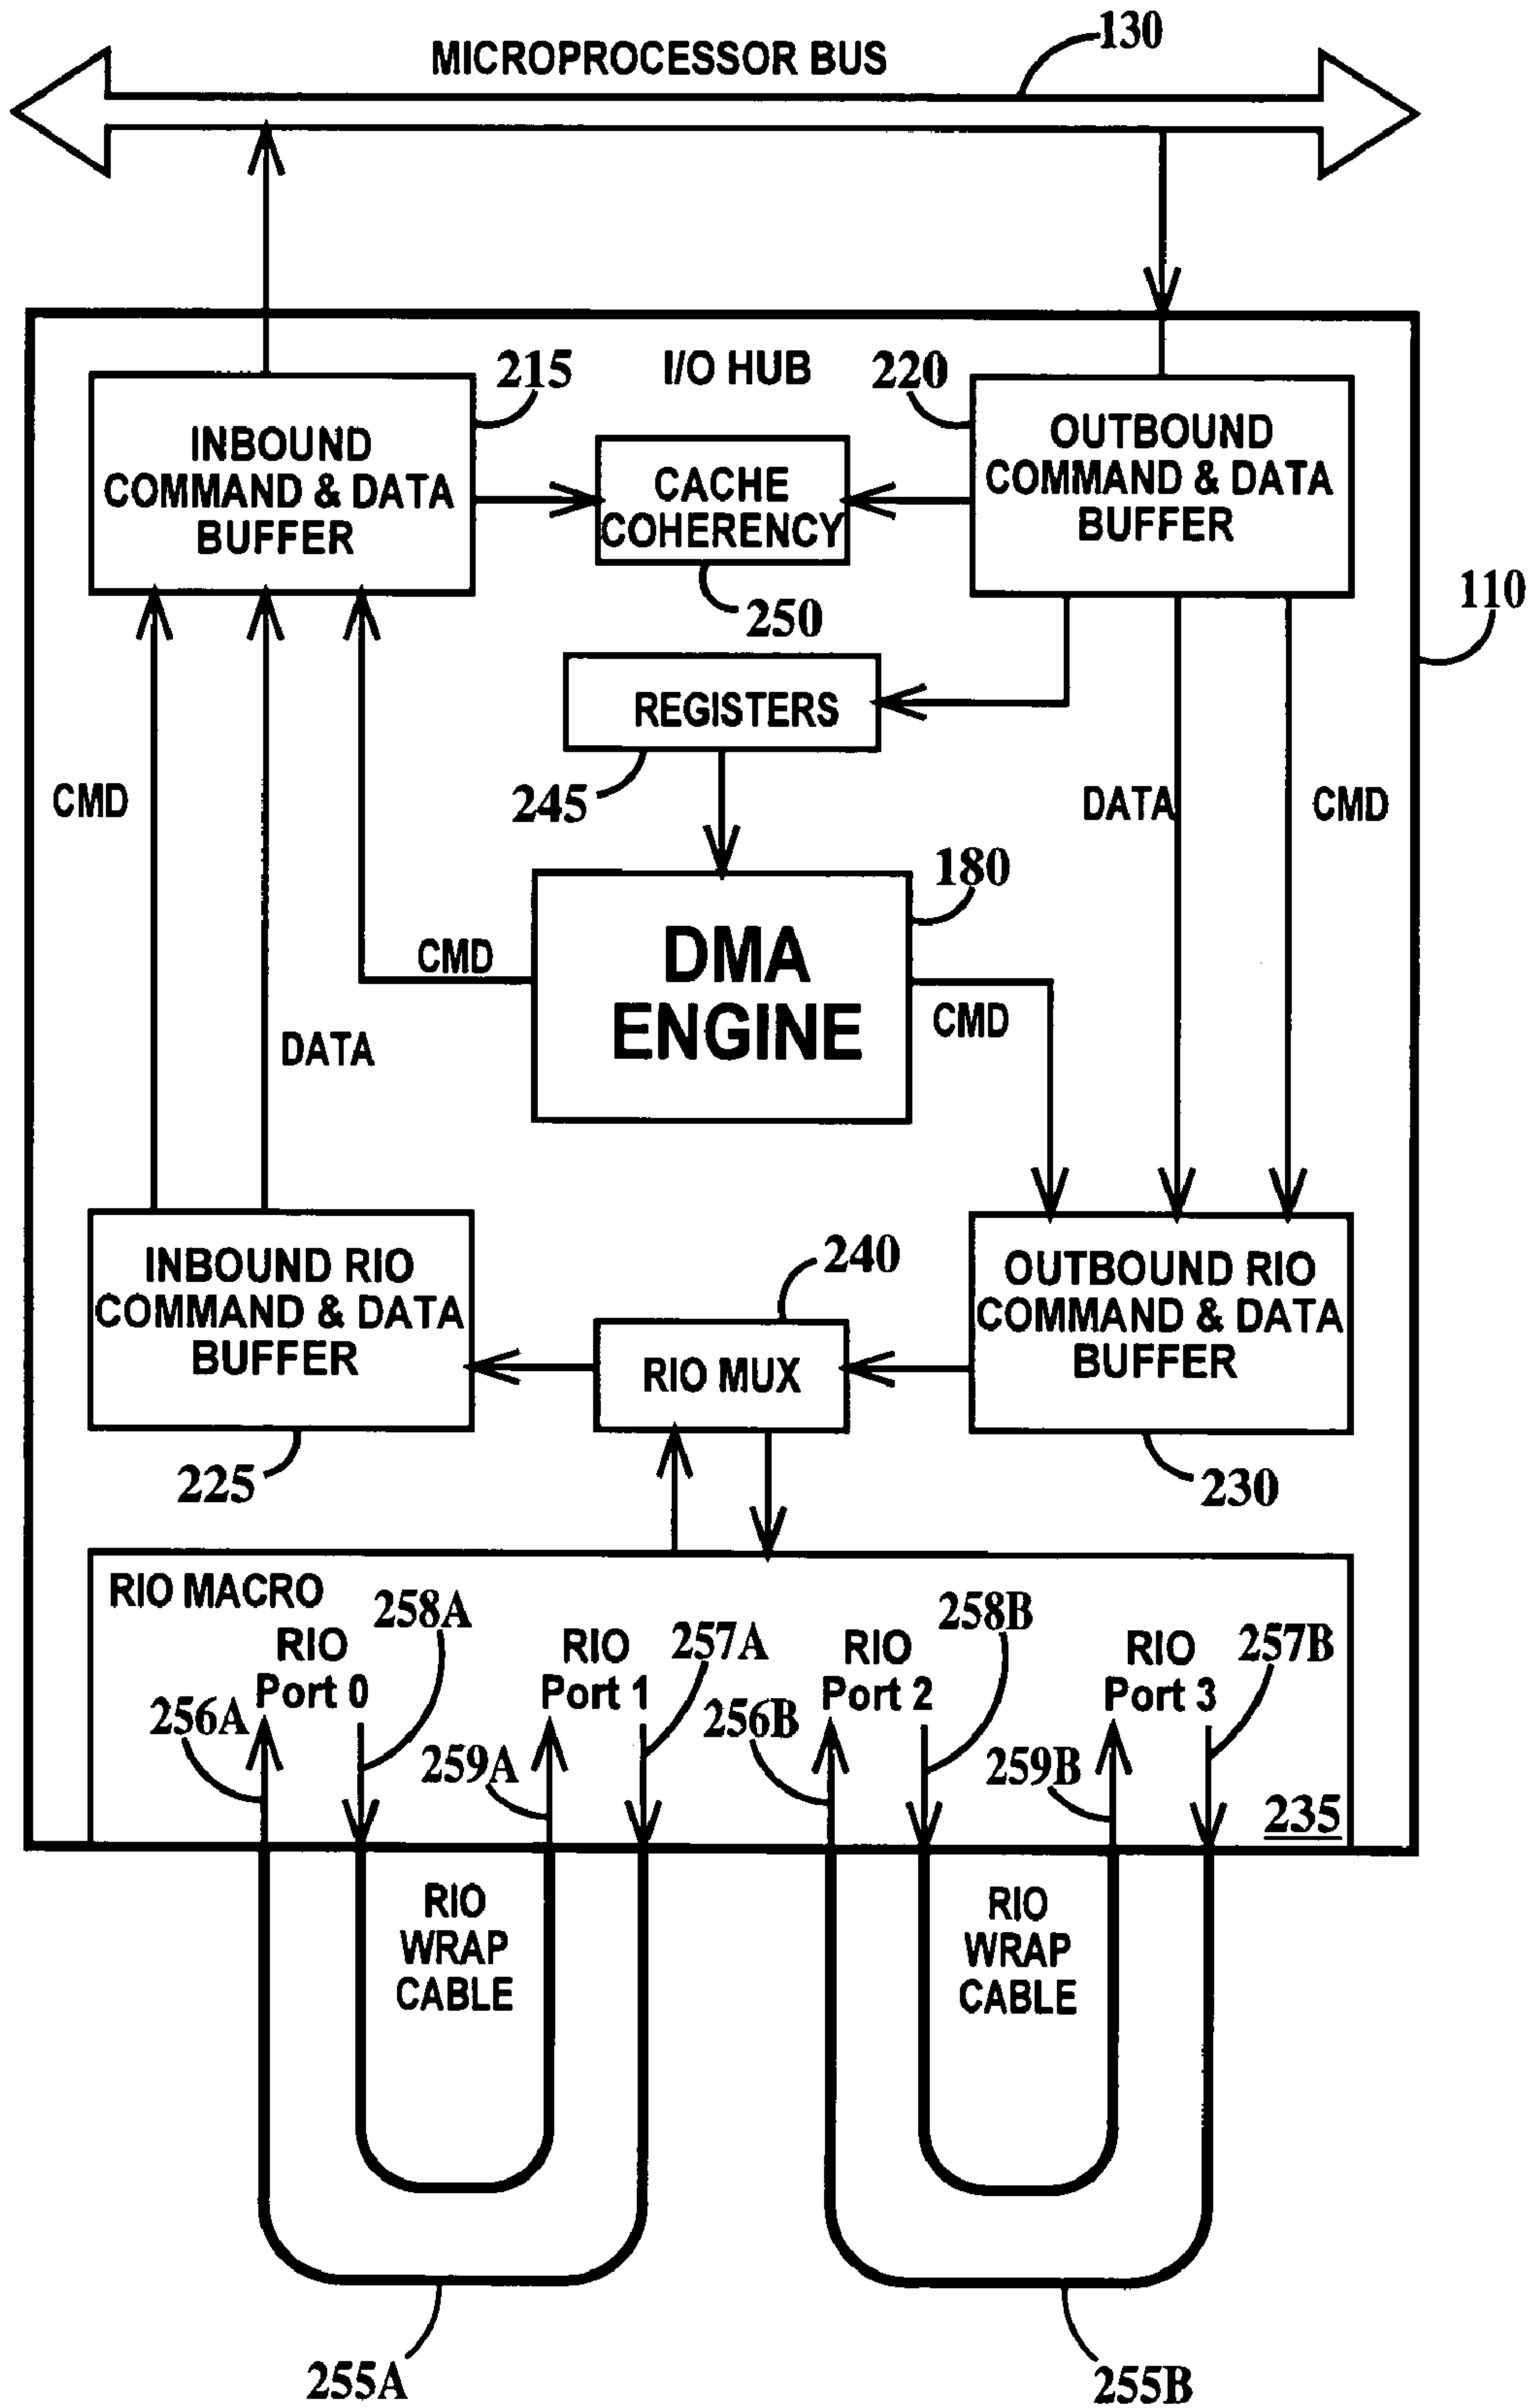 130
MICROPROCESSOR BUS
I/O HUB
215
220
INBOUND
COMMAND & DATA
BUFFER
CACHE
COHERENCY
OUTBOUND
COMMAND & DATA
BUFFER
250
110
REGISTERS
245
CMD
DATA
CMD
180
DMA
ENGINE
CMD
CMD
DATA
240
INBOUND RIO
COMMAND & DATA
BUFFER
RIO MUX
OUTBOUND RIO
COMMAND & DATA
BUFFER
225
230
RIO MACRO
258A
258B
RIO
Port 0
RIO
Port 1
257A
RIO
Port 2
RIO
Port 3
257B
256A
256B
259A
259B
235
RIO
WRAP
CABLE
RIO
WRAP
CABLE
255A
255B